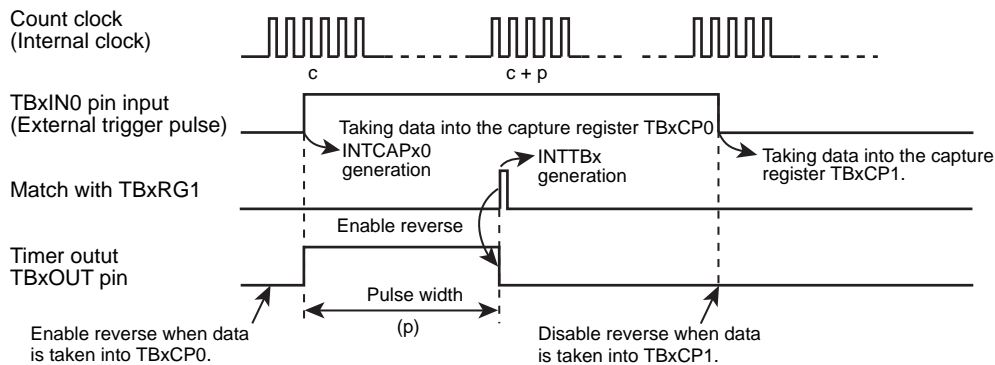 Count clock
(Internal clock)
c
c + p
TBxIN0 pin input
(External trigger pulse)
Taking data into the capture register TBxCP0
INTCAPx0
generation
INTTBx
generation
Taking data into the capture
register TBxCP1.
Match with TBxRG1
Enable reverse
Timer outut
TBxOUT pin
Pulse width
(p)
Enable reverse when data
is taken into TBxCP0.
Disable reverse when data
is taken into TBxCP1.